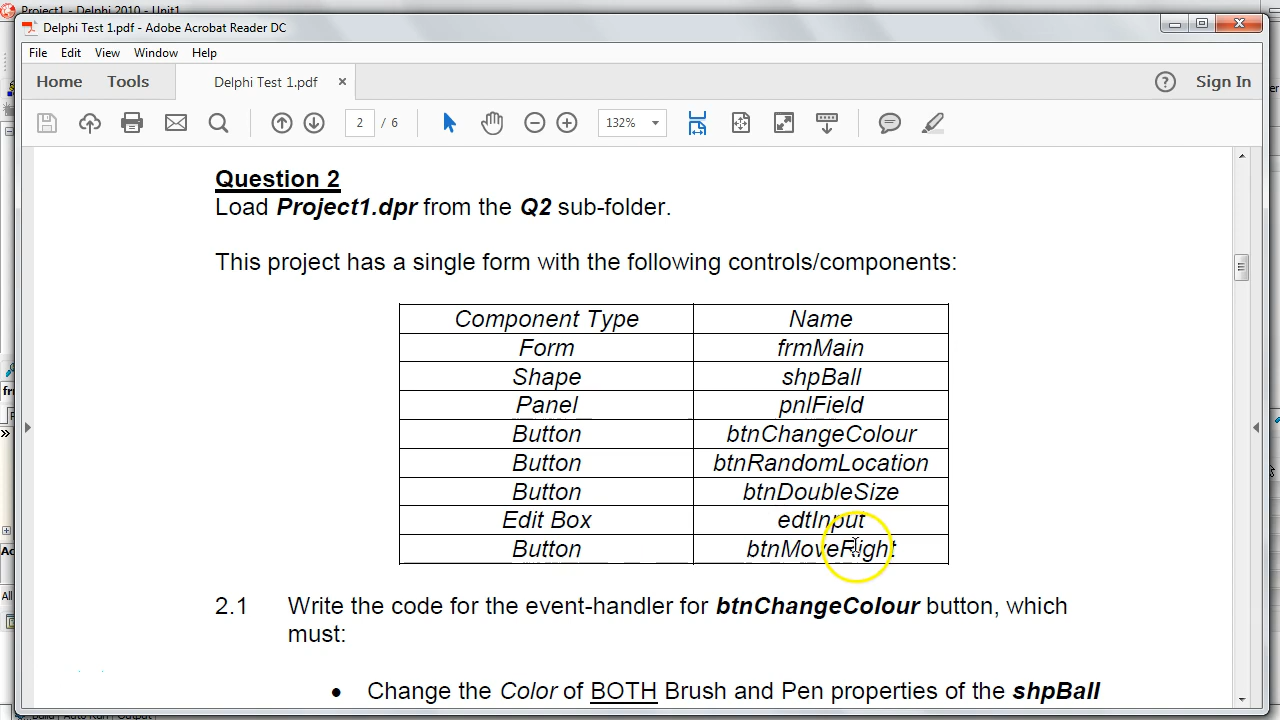 Project1 - Delphi 2010 - Unit1
Delphi Test 1.pdf - Adobe Acrobat Reader DC
File Edit View Window Help
Home Tools Delphi Test 1.pdf × Sign In
2 / 6 132%
Question 2
Load Project1.dpr from the Q2 sub-folder.
This project has a single form with the following controls/components:
Component Type Name
Form frmMain
Shape shpBall
Panel pnlField
Button btnChangeColour
Button btnRandomLocation
Button btnDoubleSize
Edit Box edtInput
Button btnMoveRight
2.1 Write the code for the event-handler for btnChangeColour button, which
must:
• Change the Color of BOTH Brush and Pen properties of the shpBall